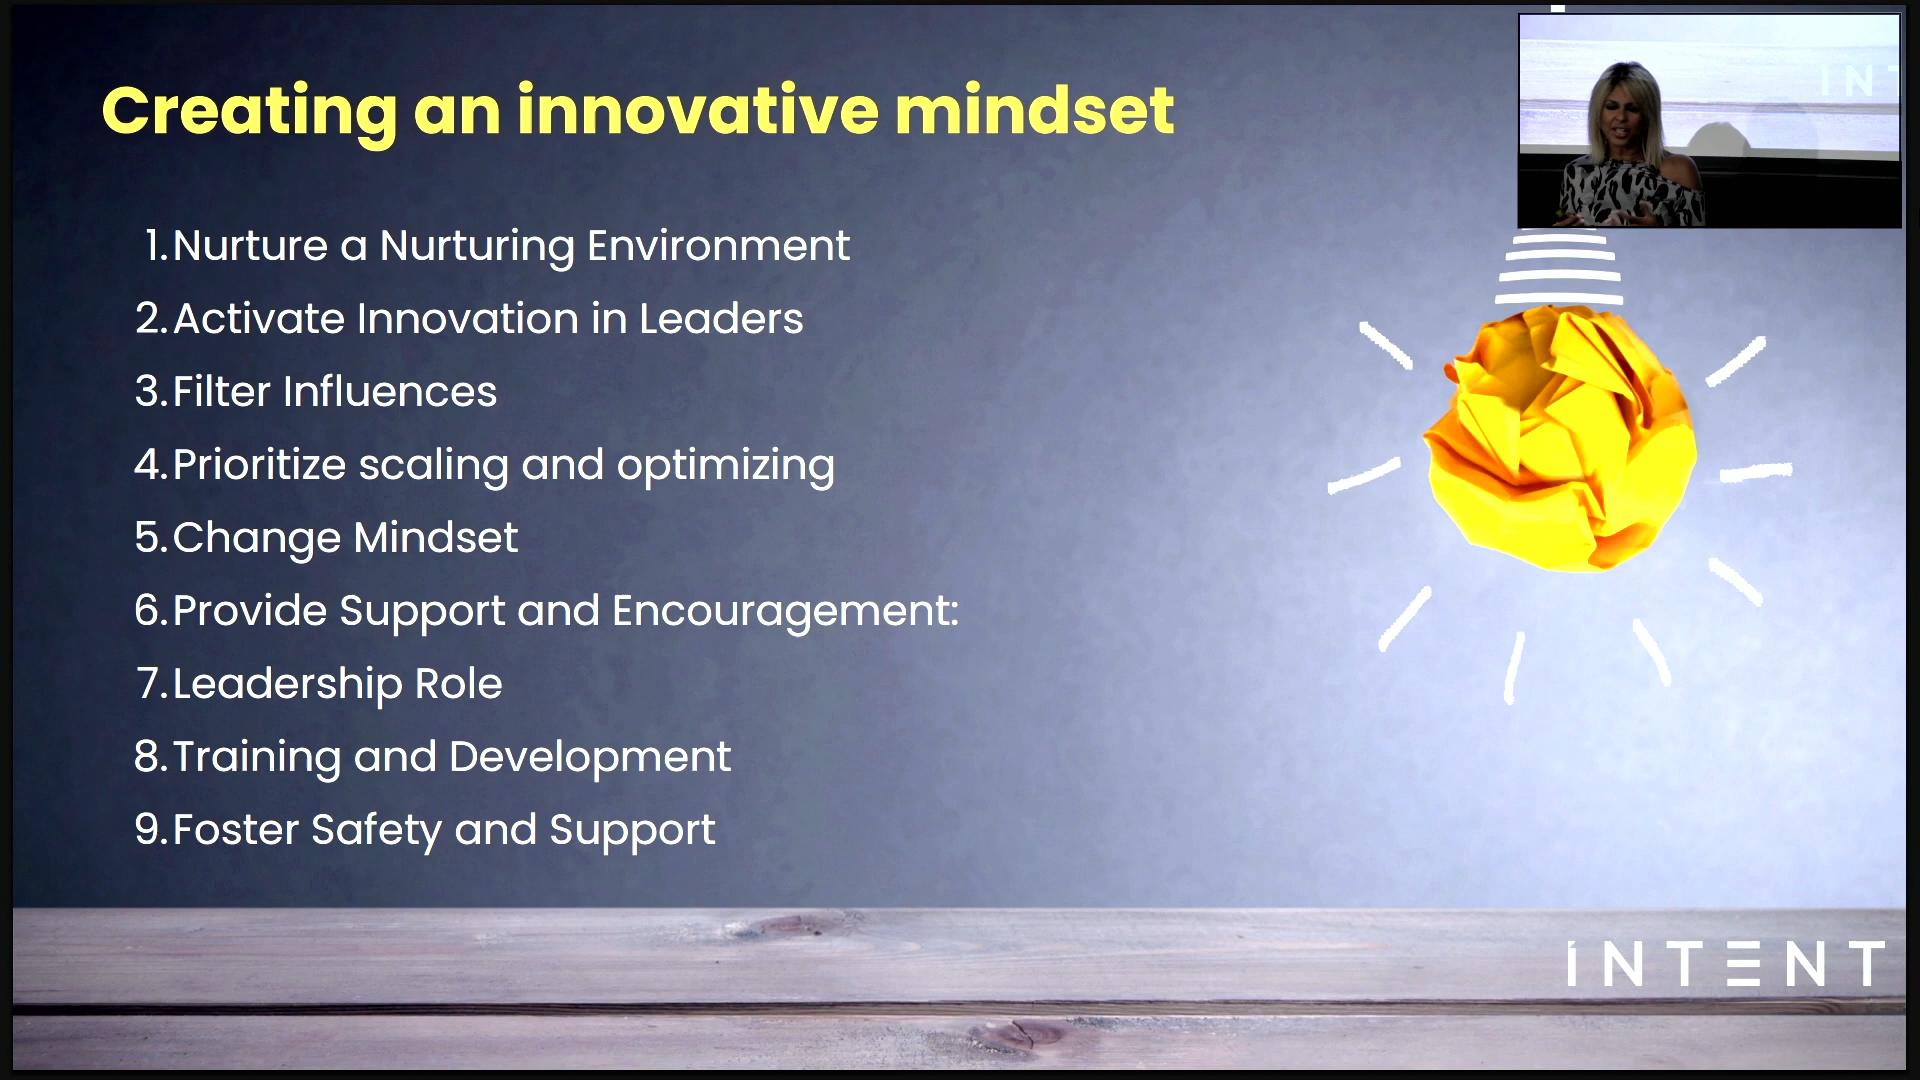 Creating an innovative mindset
1. Nurture a Nurturing Environment
2. Activate Innovation in Leaders
3. Filter Influences
4. Prioritize scaling and optimizing
5. Change Mindset
6. Provide Support and Encouragement:
7. Leadership Role
8. Training and Development
9. Foster Safety and Support
INTENT
INT